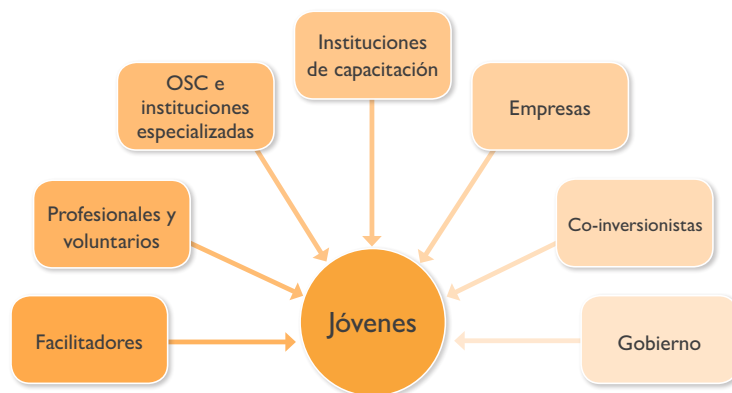 Instituciones
de capacitación
OSC e
instituciones
especializadas
Empresas
Profesionales y
voluntarios
Co-inversionistas
Facilitadores
Jóvenes
Gobierno